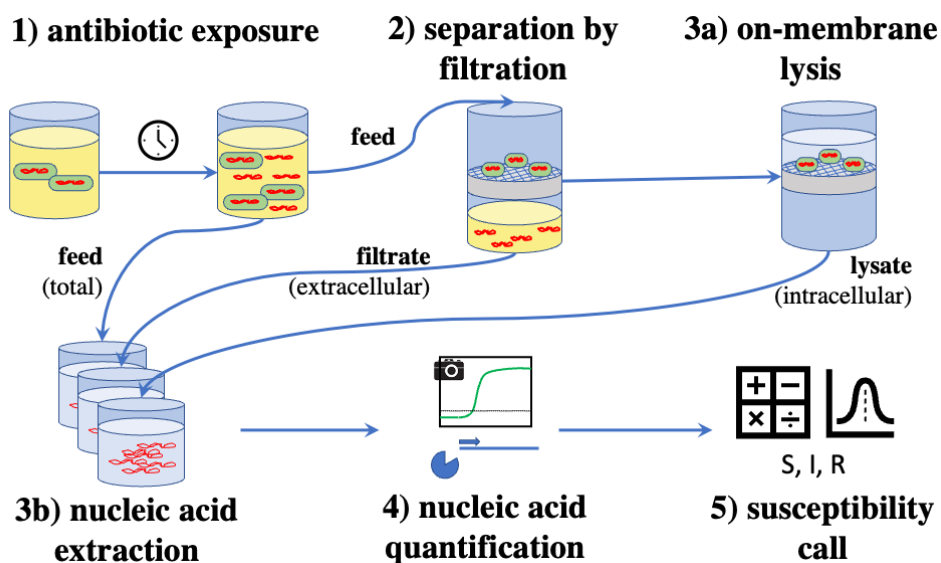 1) antibiotic exposure
2) separation by
filtration
3a) on-membrane
lysis
feed
feed
(total)
filtrate
(extracellular)
lysate
(intracellular)
+ −
× ÷
S, I, R
3b) nucleic acid
extraction
4) nucleic acid
quantification
5) susceptibility
call